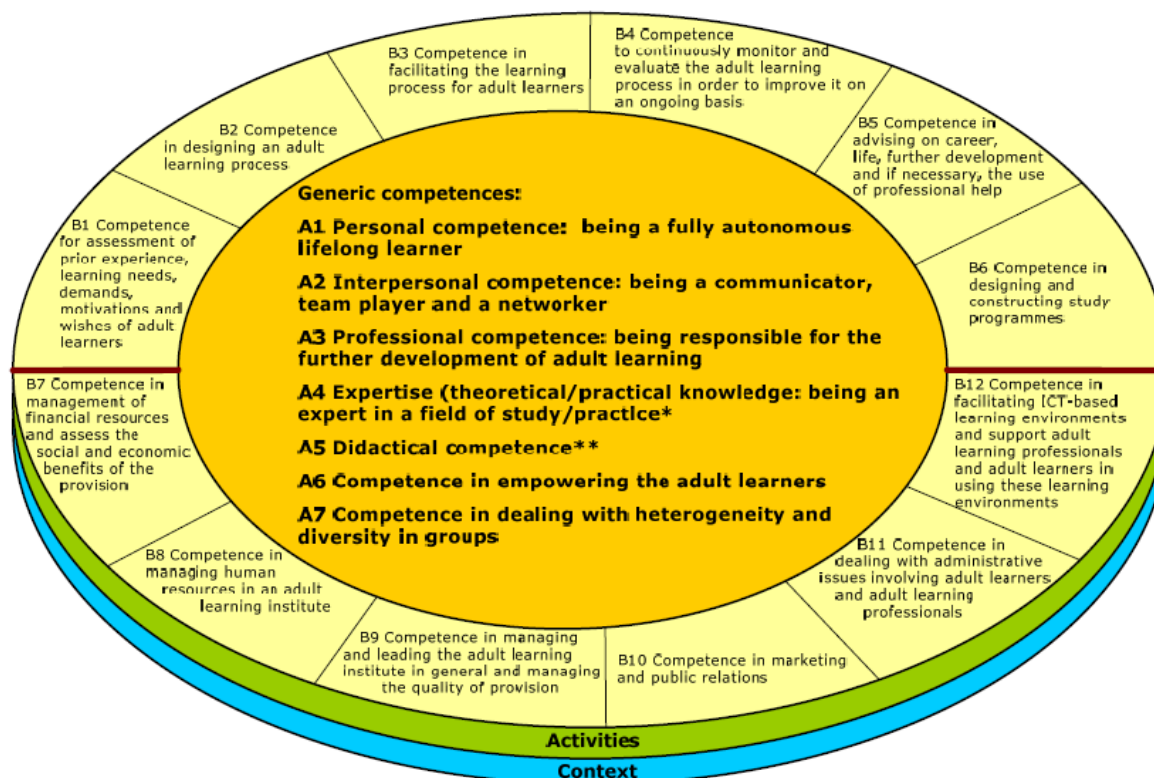 B4 Competence
to continuously monitor and
evaluate the adult learning
process in order to improve it on
an ongoing basis
B3 Competence in
facilitating the learning
process for adult learners
B2 Competence
in designing an adult
learning process
B5 Competence in
advising on career,
life, further development
and if necessary, the use
of professional help
B1 Competence
for assessment of
prior experience,
learning needs,
demands,
motivations and
wishes of adult
learners
B6 Competence in
designing and
constructing study
programmes
Generic competences:
A1 Personal competence: being a fully autonomous
lifelong learner
A2 Interpersonal competence: being a communicator,
team player and a networker
A3 Professional competence: being responsible for the
further development of adult learning
A4 Expertise (theoretical/practical knowledge: being an
expert in a field of study/practice*
A5 Didactical competence**
A6 Competence in empowering the adult learners
A7 Competence in dealing with heterogeneity and
diversity in groups
B7 Competence in
management of
financial resources
and assess the
social and economic
benefits of the
provision
B12 Competence in
facilitating ICT-based
learning environments
and support adult
learning professionals
and adult learners in
using these learning
environments
B8 Competence in
managing human
resources in an adult
learning institute
B11 Competence in
dealing with administrative
issues involving adult learners
and adult learning
professionals
B9 Competence in managing
and leading the adult learning
institute in general and managing
the quality of provision
B10 Competence in marketing
and public relations
Activities
Context